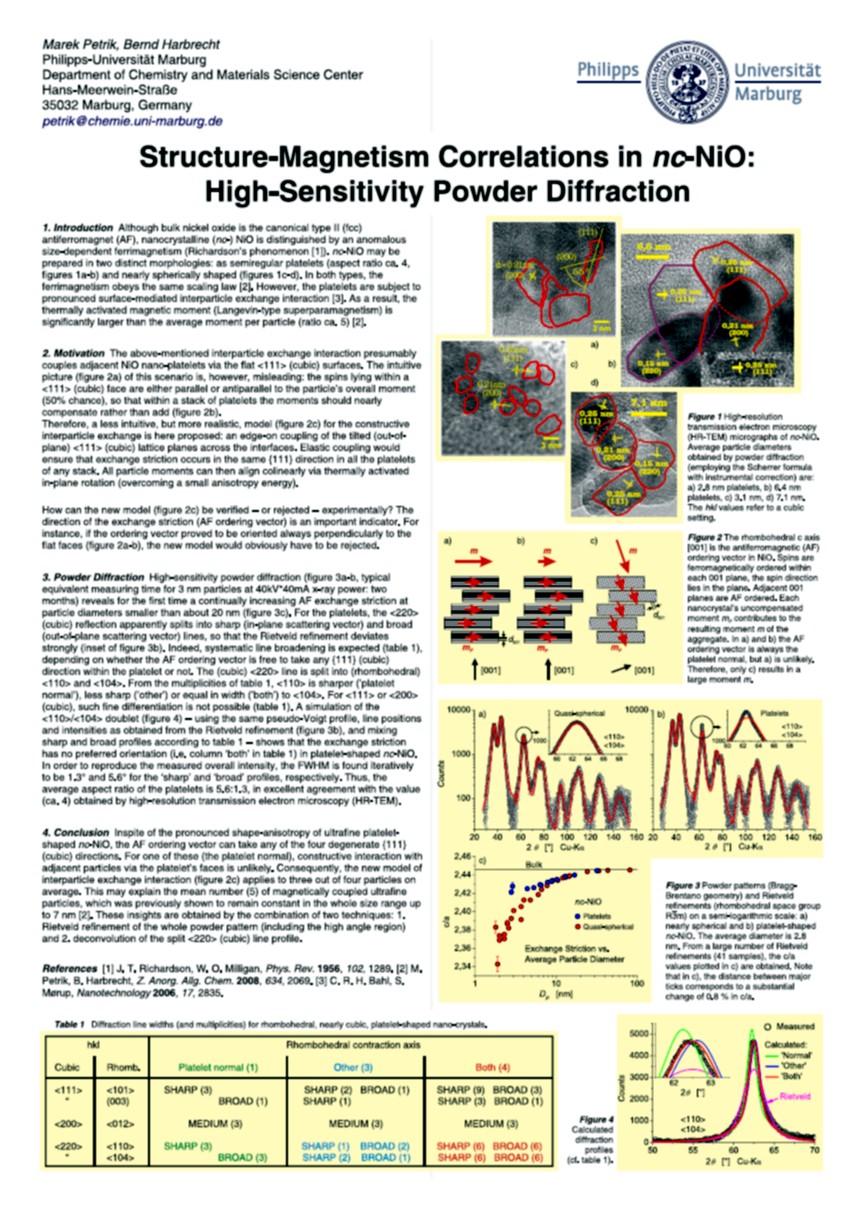 Marek Petrik, Bernd Harbrecht
Philipps-Universität Marburg
Department of Chemistry and Materials Science Center
Hans-Meerwein-Straße
35032 Marburg, Germany
petrik@chemie.uni-marburg.de
Philipps Universität
Marburg
Structure-Magnetism Correlations in nc-NiO:
High-Sensitivity Powder Diffraction
1. Introduction Although bulk nickel oxide is the canonical type II (fcc)
antiferromagnet (AF), nanocrystalline (nc-) NiO is distinguished by an anomalous
size-dependent ferrimagnetism (Richardson's phenomenon [1]). nc-NiO may be
prepared in two distinct morphologies: as semiregular platelets (aspect ratio ca. 4,
figures 1a-b) and nearly spherically shaped (figures 1c-d). In both types, the
ferrimagnetism obeys the same scaling law [2]. However, the platelets are subject to
pronounced surface-mediated interparticle exchange interaction [3]. As a result, the
thermally activated magnetic moment (Langevin-type superparamagnetism) is
significantly larger than the average moment per particle (ratio ca. 5) [2].
2. Motivation The above-mentioned interparticle exchange interaction presumably
couples adjacent NiO nano-platelets via the flat <111> (cubic) surfaces. The intuitive
picture (figure 2a) of this scenario is, however, misleading: the spins lying within a
<111> (cubic) face are either parallel or antiparallel to the particle's overall moment
(50% chance), so that within a stack of platelets the moments should nearly
compensate rather than add (figure 2b).
Therefore, a less intuitive, but more realistic, model (figure 2c) for the constructive
interparticle exchange is here proposed: an edge-on coupling of the tilted (out-of-
plane) <111> (cubic) lattice planes across the interfaces. Elastic coupling would
ensure that exchange striction occurs in the same {111} direction in all the platelets
of any stack. All particle moments can then align colinearly via thermally activated
in-plane rotation (overcoming a small anisotropy energy).
How can the new model (figure 2c) be verified – or rejected – experimentally? The
direction of the exchange striction (AF ordering vector) is an important indicator. For
instance, if the ordering vector proved to be oriented always perpendicularly to the
flat faces (figure 2a-b), the new model would obviously have to be rejected.
3. Powder Diffraction High-sensitivity powder diffraction (figure 3a-b, typical
equivalent measuring time for 3 nm particles at 40kV*40mA x-ray power: two
months) reveals for the first time a continually increasing AF exchange striction at
particle diameters smaller than about 20 nm (figure 3c). For the platelets, the <220>
(cubic) reflection apparently splits into sharp (in-plane scattering vector) and broad
(out-of-plane scattering vector) lines, so that the Rietveld refinement deviates
strongly (inset of figure 3b). Indeed, systematic line broadening is expected (table 1),
depending on whether the AF ordering vector is free to take any {111} (cubic)
direction within the platelet or not. The (cubic) <220> line is split into (rhombohedral)
<110> and <104>. From the multiplicities of table 1, <110> is sharper ('platelet
normal'), less sharp ('other') or equal in width ('both') to <104>. For <111> or <200>
(cubic), such fine differentiation is not possible (table 1). A simulation of the
<110>/<104> doublet (figure 4) – using the same pseudo-Voigt profile, line positions
and intensities as obtained from the Rietveld refinement (figure 3b), and mixing
sharp and broad profiles according to table 1 – shows that the exchange striction
has no preferred orientation (i.e. column 'both' in table 1) in platelet-shaped nc-NiO.
In order to reproduce the measured overall intensity, the FWHM is found iteratively
to be 1.3° and 5.6° for the 'sharp' and 'broad' profiles, respectively. Thus, the
average aspect ratio of the platelets is 5.6:1.3, in excellent agreement with the value
(ca. 4) obtained by high-resolution transmission electron microscopy (HR-TEM).
4. Conclusion Inspite of the pronounced shape-anisotropy of ultrafine platelet-
shaped nc-NiO, the AF ordering vector can take any of the four degenerate {111}
(cubic) directions. For one of these (the platelet normal), constructive interaction with
adjacent particles via the platelet's faces is unlikely. Consequently, the new model of
interparticle exchange interaction (figure 2c) applies to three out of four particles on
average. This may explain the mean number (5) of magnetically coupled ultrafine
particles, which was previously shown to remain constant in the whole size range up
to 7 nm [2]. These insights are obtained by the combination of two techniques: 1.
Rietveld refinement of the whole powder pattern (including the high angle region)
and 2. deconvolution of the split <220> (cubic) line profile.
References [1] J. T. Richardson, W. O. Milligan, Phys. Rev. 1956, 102, 1289. [2] M.
Petrik, B. Harbrecht, Z. Anorg. Allg. Chem. 2008, 634, 2069. [3] C. R. H. Bahl, S.
Mørup, Nanotechnology 2006, 17, 2835.
(111)
(200)
2 nm
0,25 nm
(111)
0,21 nm
(200)
0,15 nm
(220)
a)
c) b)
d)
7,1 nm
0,25 nm
(111)
0,21 nm
(200)
0,15 nm
(220)
0,25 nm
(111)
Figure 1 High-resolution
transmission electron microscopy
(HR-TEM) micrographs of nc-NiO.
Average particle diameters
obtained by powder diffraction
(employing the Scherrer formula
with instrumental correction) are:
a) 2,8 nm platelets, b) 6,4 nm
platelets, c) 3,1 nm, d) 7,1 nm.
The hkl values refer to a cubic
setting.
a) m b) m c) m
[001] [001] [001]
Figure 2 The rhombohedral c axis
[001] is the antiferromagnetic (AF)
ordering vector in NiO. Spins are
ferromagnetically ordered within
each 001 plane, the spin direction
lies in the plane. Adjacent 001
planes are AF ordered. Each
nanocrystal's uncompensated
moment mp contributes to the
resulting moment m of the
aggregate. In a) and b) the AF
ordering vector is always the
platelet normal, but a) is unlikely.
Therefore, only c) results in a
large moment m.
10000
1000
100
Counts
a) Quasi-spherical
<110>
<104>
1000
60 62 64 66 68
20 40 60 80 100 120 140 160
2 θ [°] Cu-Kα
10000
b) Platelets
<110>
<104>
1000
60 62 64 66 68
20 40 60 80 100 120 140 160
2 θ [°] Cu-Kα
c) Bulk
2,46
2,44
2,42
2,40
2,38
2,36
2,34
c/a
nc-NiO
Platelets
Quasi-spherical
Exchange Striction vs.
Average Particle Diameter
1 10 100
Dp [nm]
Figure 3 Powder patterns (Bragg-
Brentano geometry) and Rietveld
refinements (rhombohedral space group
R3̅m) on a semi-logarithmic scale: a)
nearly spherical and b) platelet-shaped
nc-NiO. The average diameter is 2.8
nm. From a large number of Rietveld
refinements (41 samples), the c/a
values plotted in c) are obtained. Note
that in c), the distance between major
ticks corresponds to a substantial
change of 0,8 % in c/a.
Table 1 Diffraction line widths (and multiplicities) for rhombohedral, nearly cubic, platelet-shaped nano-crystals.
hkl Rhombohedral contraction axis
Cubic Rhomb. Platelet normal (1) Other (3) Both (4)
<111> <101> SHARP (3) SHARP (2) BROAD (1) SHARP (9) BROAD (3)
" (003) BROAD (1) SHARP (1) SHARP (3) BROAD (1)
<200> <012> MEDIUM (3) MEDIUM (3) MEDIUM (3)
<220> <110> SHARP (3) SHARP (1) BROAD (2) SHARP (6) BROAD (6)
" <104> BROAD (3) SHARP (2) BROAD (1) SHARP (6) BROAD (6)
Figure 4
Calculated
diffraction
profiles
(cf. table 1).
5000
4000
3000
2000
1000
0
Counts
62 63
2θ [°]
Measured
Calculated:
'Normal'
'Other'
'Both'
Rietveld
<110>
<104>
50 55 60 65 70
2θ [°] Cu-Kα